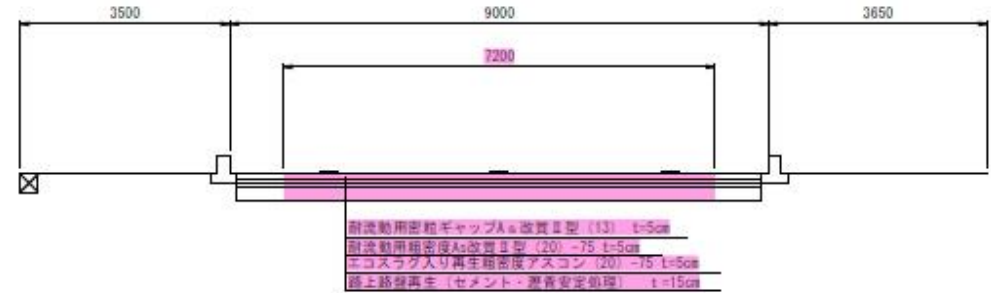 3500 9000 3650
7200
耐流動用密粒ギャップAs改質Ⅱ型（13） t=5cm
耐流動用粗密度As改質Ⅱ型（20）-75 t=5cm
エコスラグ入り再生粗密度アスコン（20）-75 t=5cm
路上路盤再生（セメント・瀝青安定処理） t=15cm